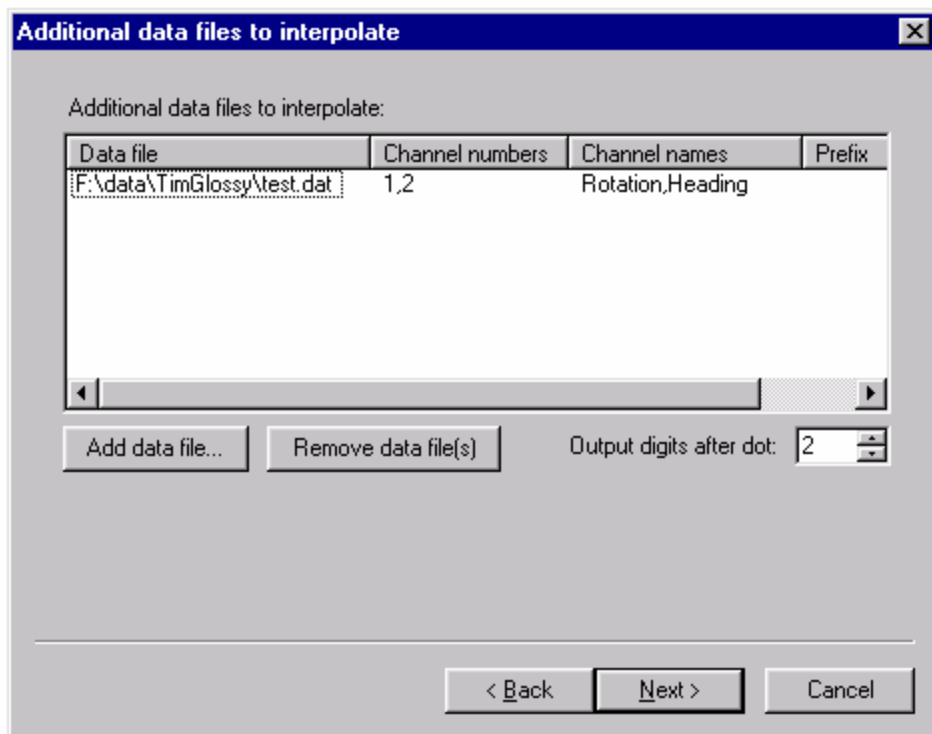 Additional data files to interpolate
Additional data files to interpolate:
Data file Channel numbers Channel names Prefix
F:\data\TimGlossy\test.dat 1,2 Rotation,Heading
Add data file... Remove data file(s) Output digits after dot: 2
< Back Next > Cancel